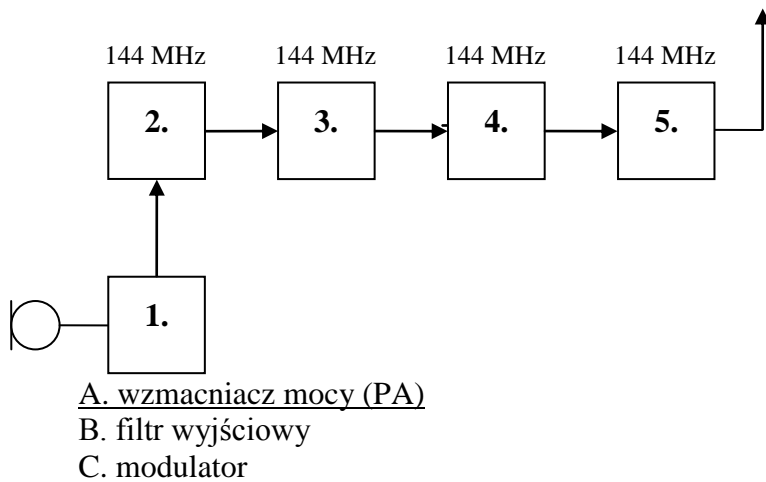 144 MHz 144 MHz 144 MHz 144 MHz
2. 3. 4. 5.
1.
A. wzmacniacz mocy (PA)
B. filtr wyjściowy
C. modulator